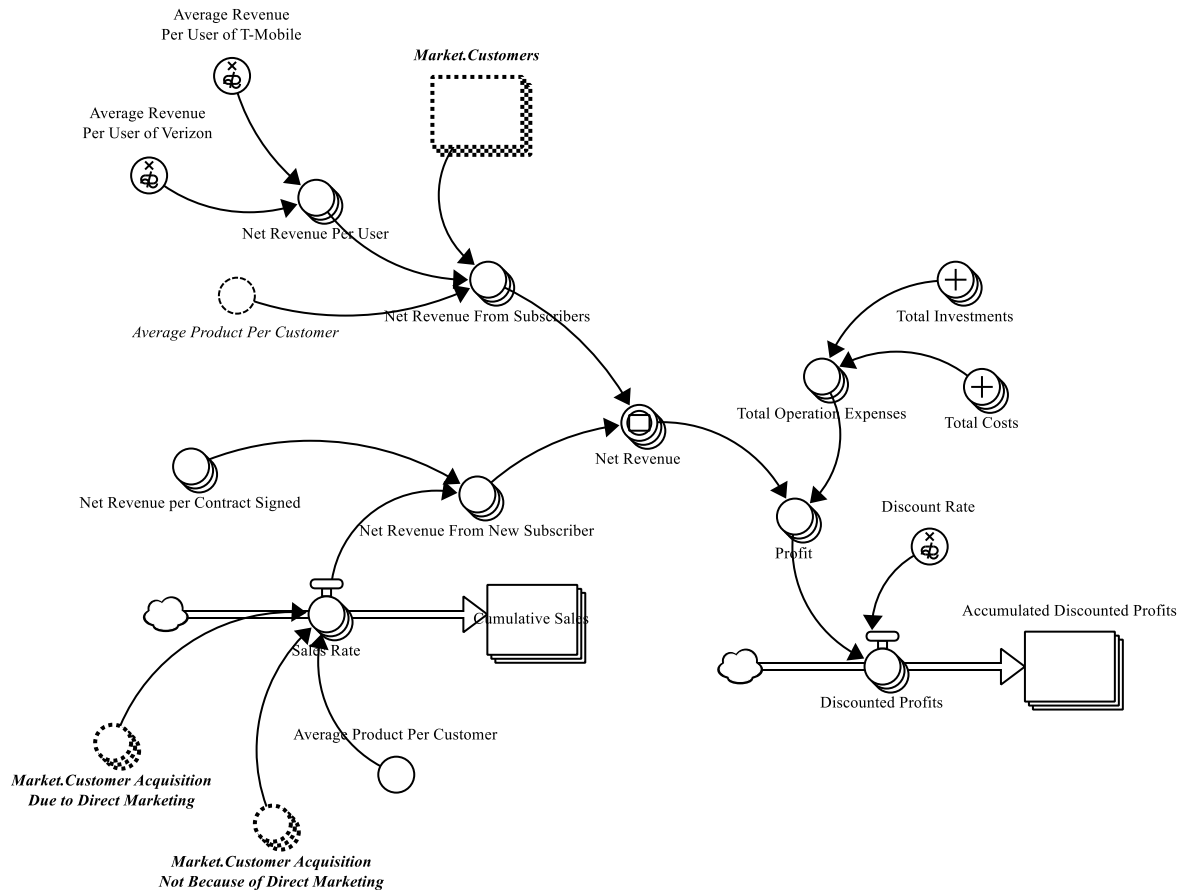 Average Revenue
Per User of T-Mobile
Market.Customers
Average Revenue
Per User of Verizon
Net Revenue Per User
Average Product Per Customer
Net Revenue From Subscribers
Total Investments
Total Operation Expenses
Total Costs
Net Revenue
Net Revenue per Contract Signed
Net Revenue From New Subscriber
Discount Rate
Profit
Cumulative Sales
Accumulated Discounted Profits
Sales Rate
Discounted Profits
Average Product Per Customer
Market.Customer Acquisition
Due to Direct Marketing
Market.Customer Acquisition
Not Because of Direct Marketing